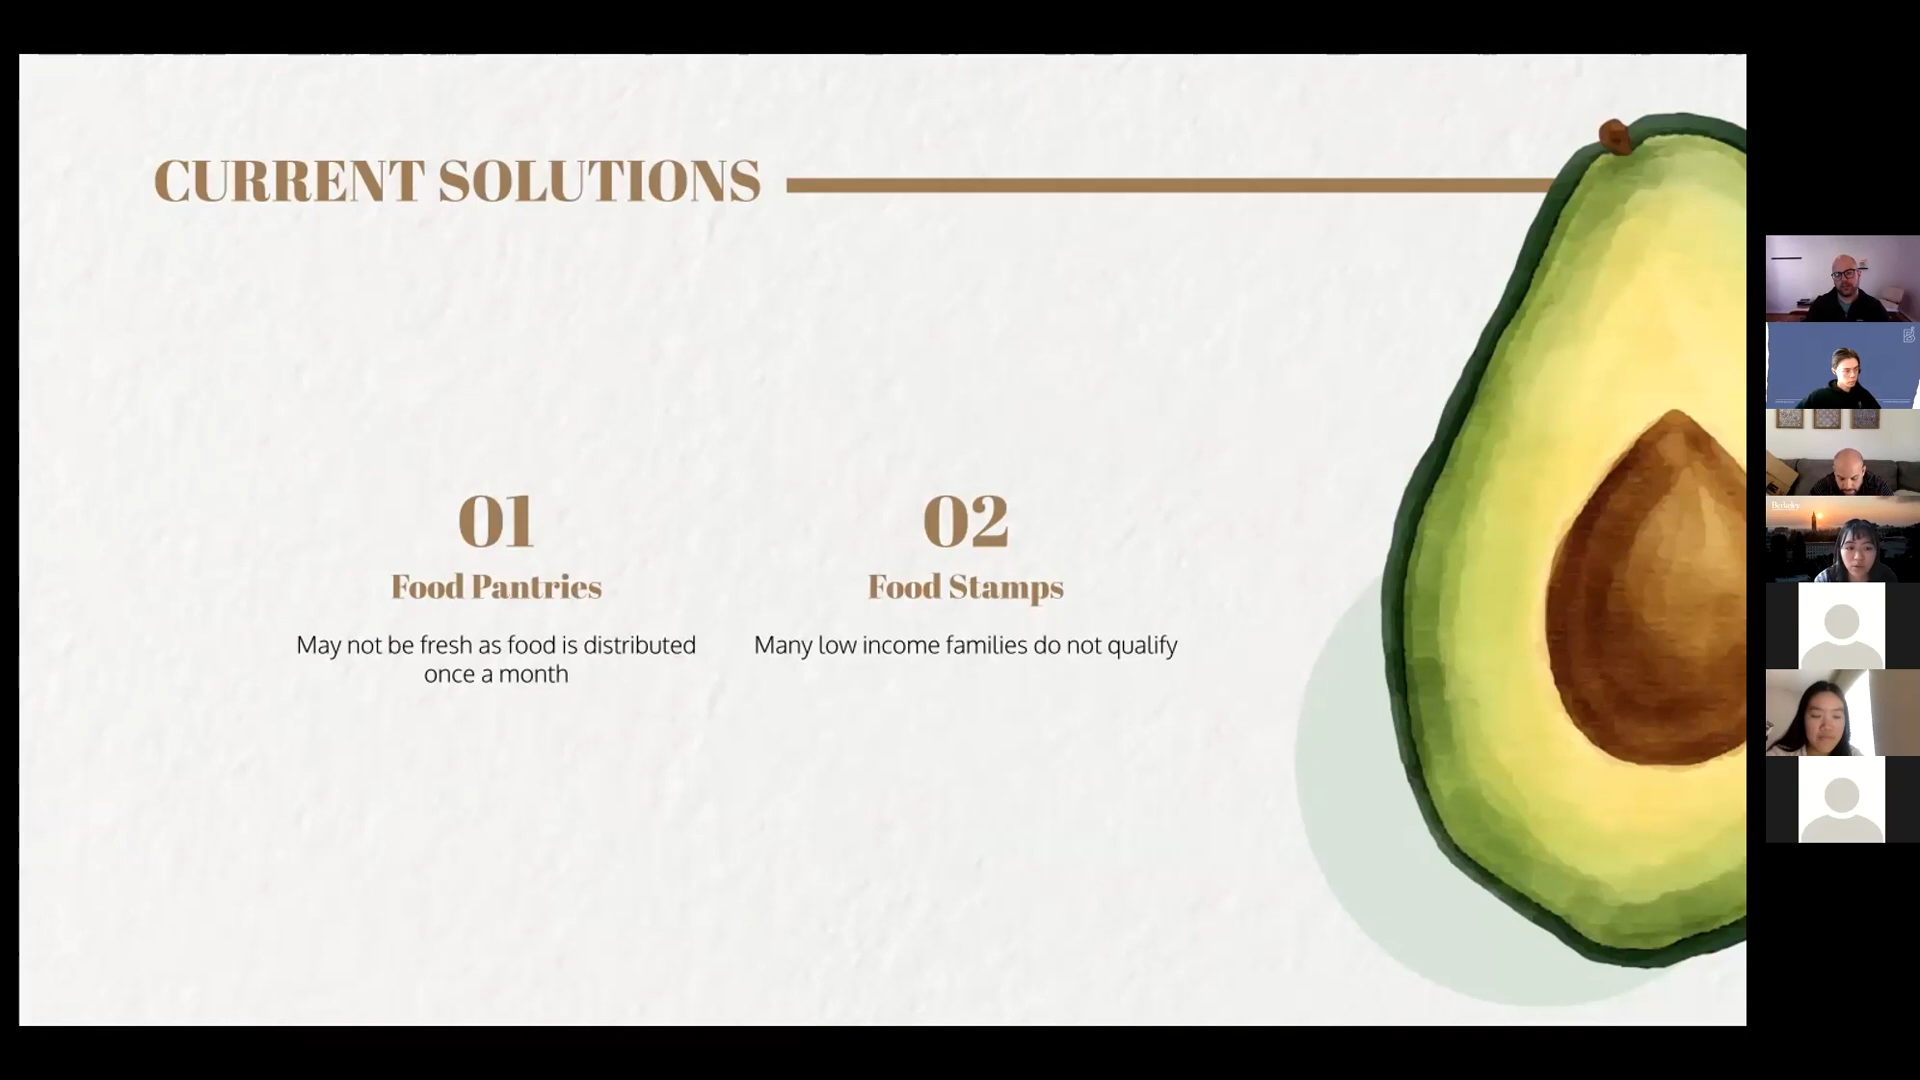 CURRENT SOLUTIONS
01
Food Pantries
May not be fresh as food is distributed
once a month
02
Food Stamps
Many low income families do not qualify
Berkeley